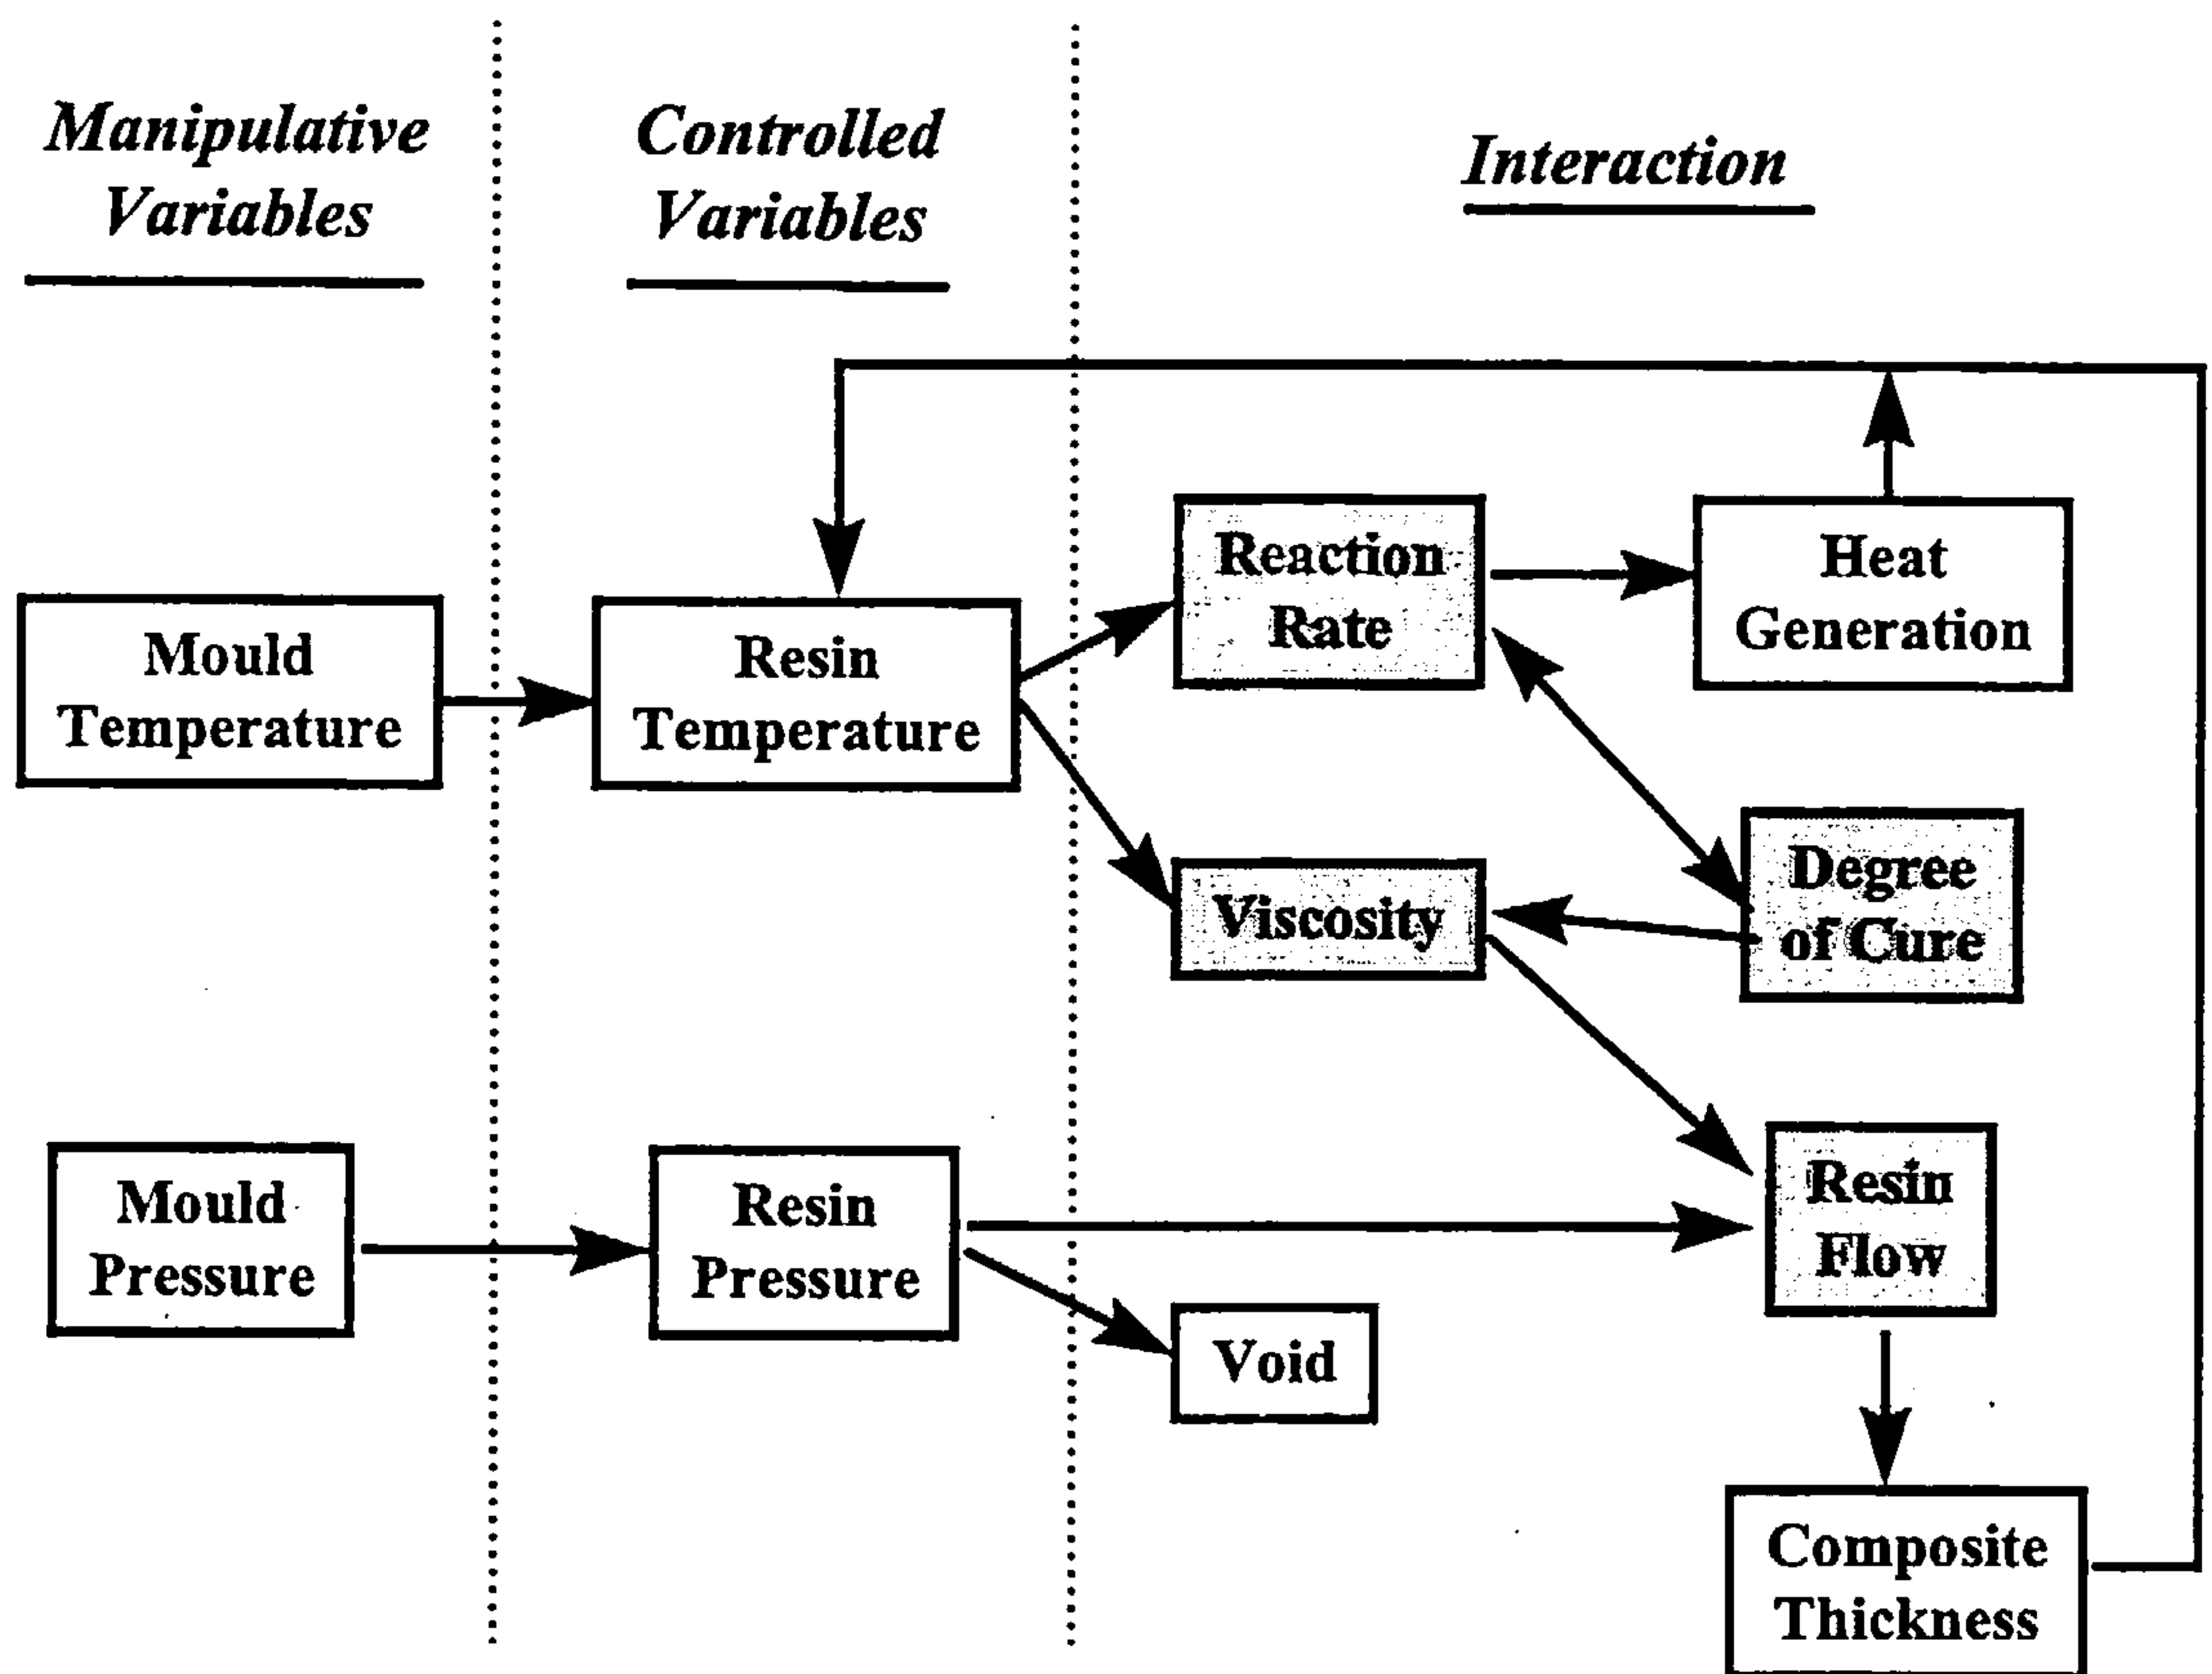 Manipulative
Variables
Controlled
Variables
Interaction
Mould
Temperature
Resin
Temperature
Reaction
Rate
Heat
Generation
Viscosity
Degree
of Cure
Mould
Pressure
Resin
Pressure
Void
Resin
Flow
Composite
Thickness